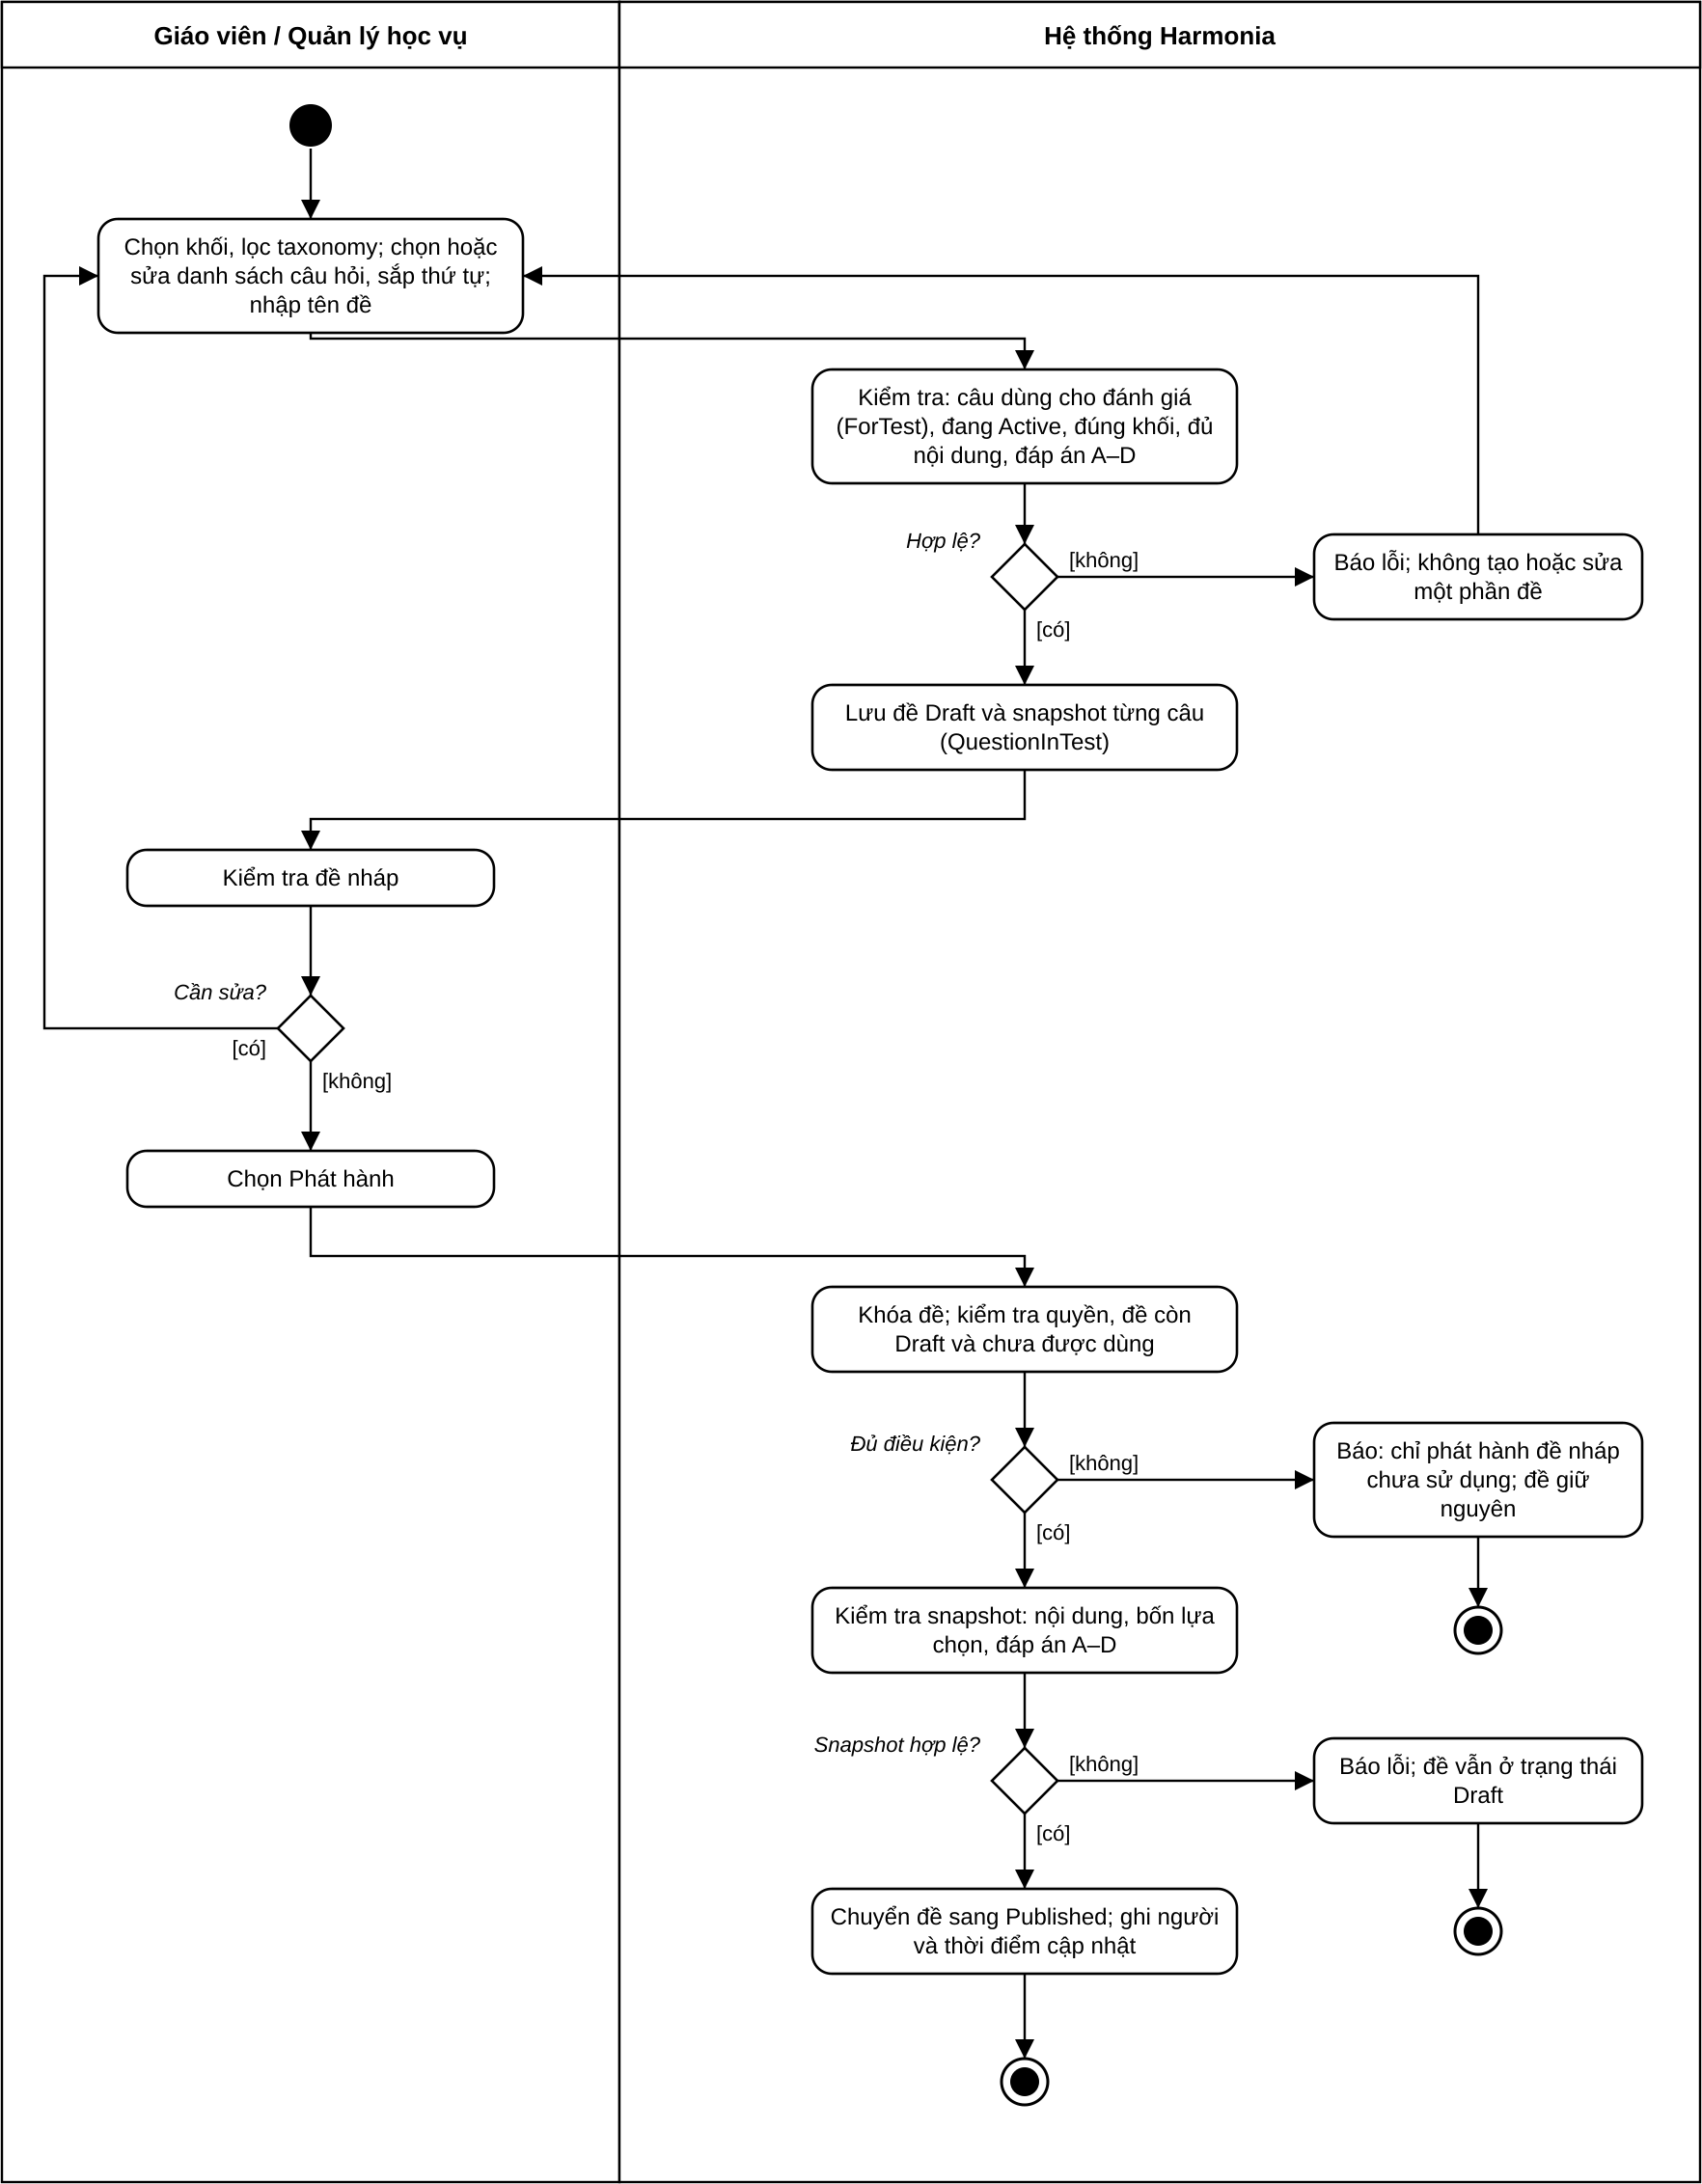 Giáo viên / Quản lý học vụ
Hệ thống Harmonia
Chọn khối, lọc taxonomy; chọn hoặc
sửa danh sách câu hỏi, sắp thứ tự;
nhập tên đề
Kiểm tra: câu dùng cho đánh giá
(ForTest), đang Active, đúng khối, đủ
nội dung, đáp án A–D
Hợp lệ?
[không]
Báo lỗi; không tạo hoặc sửa
một phần đề
[có]
Lưu đề Draft và snapshot từng câu
(QuestionInTest)
Kiểm tra đề nháp
Cần sửa?
[có]
[không]
Chọn Phát hành
Khóa đề; kiểm tra quyền, đề còn
Draft và chưa được dùng
Đủ điều kiện?
[không]
Báo: chỉ phát hành đề nháp
chưa sử dụng; đề giữ
nguyên
[có]
Kiểm tra snapshot: nội dung, bốn lựa
chọn, đáp án A–D
Snapshot hợp lệ?
[không]
Báo lỗi; đề vẫn ở trạng thái
Draft
[có]
Chuyển đề sang Published; ghi người
và thời điểm cập nhật